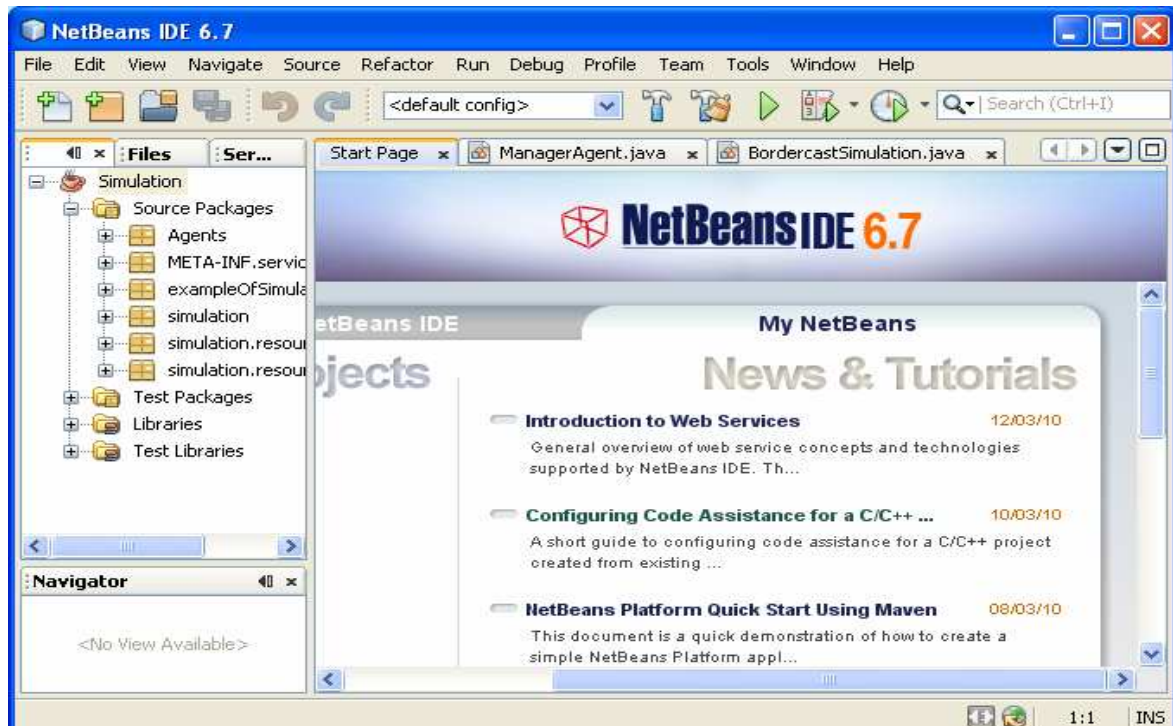 NetBeans IDE 6.7
File Edit View Navigate Source Refactor Run Debug Profile Team Tools Window Help
<default config>
Search (Ctrl+I)
Files
Ser...
Start Page
ManagerAgent.java
BordercastSimulation.java
Simulation
Source Packages
Agents
META-INF.servic
exampleOfSimula
simulation
simulation.resour
simulation.resour
Test Packages
Libraries
Test Libraries
Navigator
<No View Available>
NetBeans IDE 6.7
etBeans IDE
My NetBeans
ojects
News & Tutorials
Introduction to Web Services 12/03/10
General overview of web service concepts and technologies
supported by NetBeans IDE. Th...
Configuring Code Assistance for a C/C++ ... 10/03/10
A short guide to configuring code assistance for a C/C++ project
created from existing ...
NetBeans Platform Quick Start Using Maven 08/03/10
This document is a quick demonstration of how to create a
simple NetBeans Platform appl...
1:1 INS